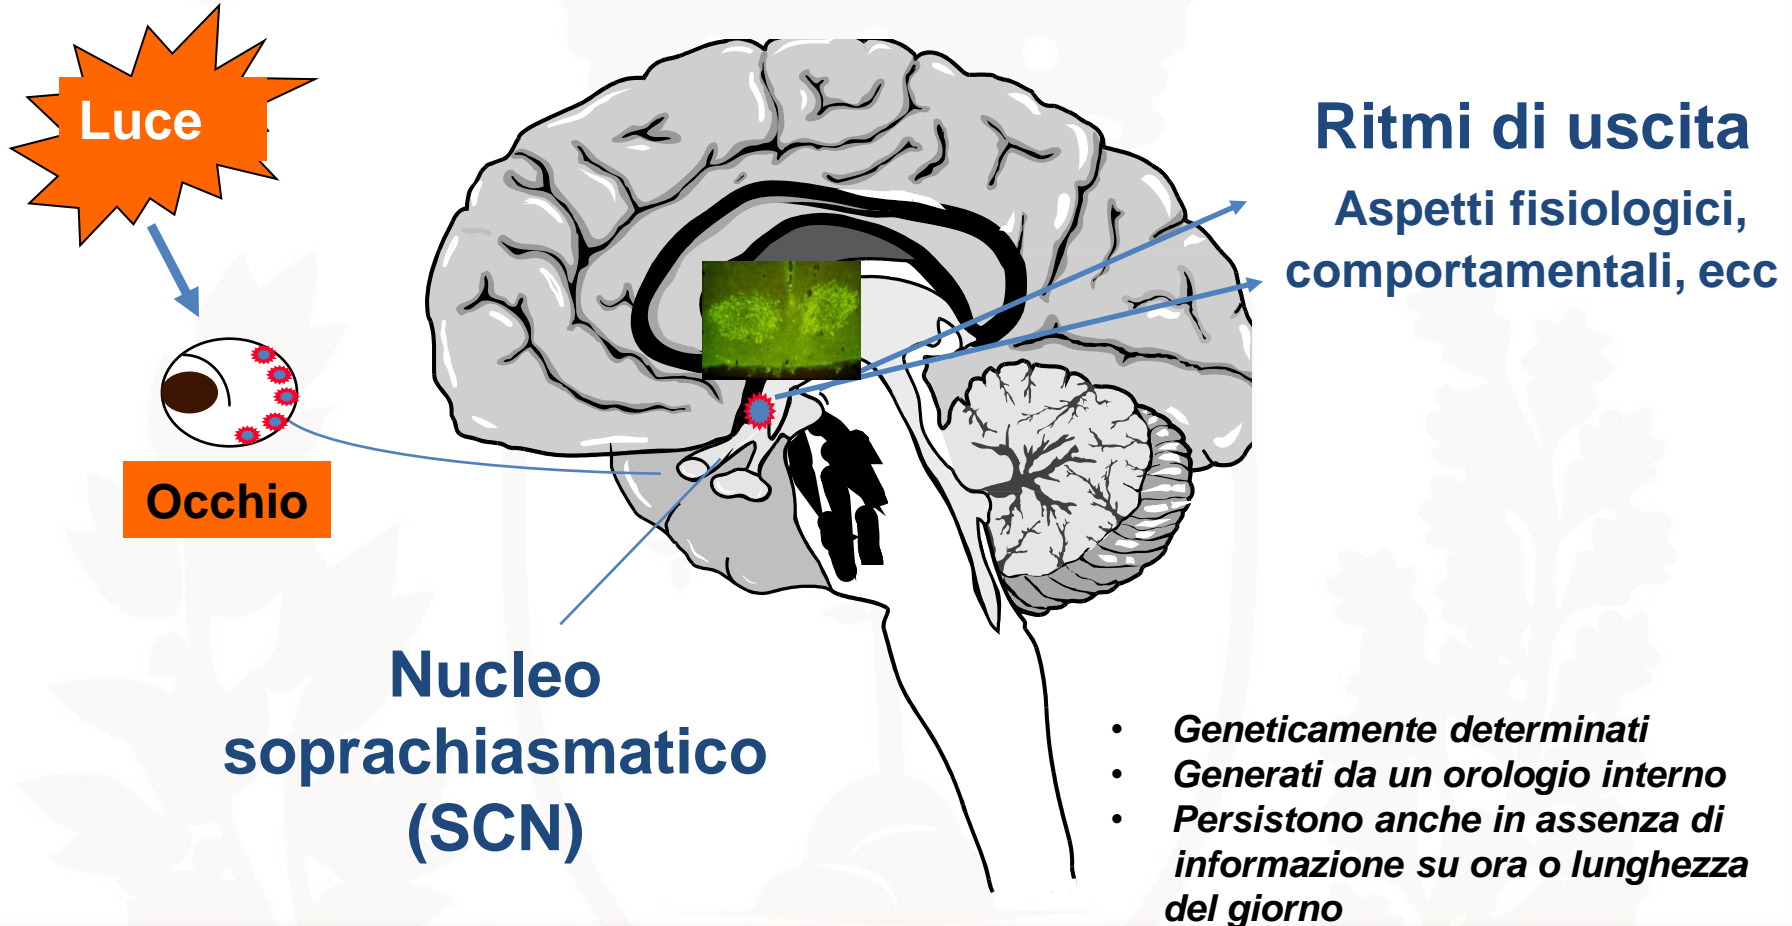 Luce
Occhio
Nucleo
soprachiasmatico
(SCN)
Ritmi di uscita
Aspetti fisiologici,
comportamentali, ecc
• Geneticamente determinati
• Generati da un orologio interno
• Persistono anche in assenza di
informazione su ora o lunghezza
del giorno